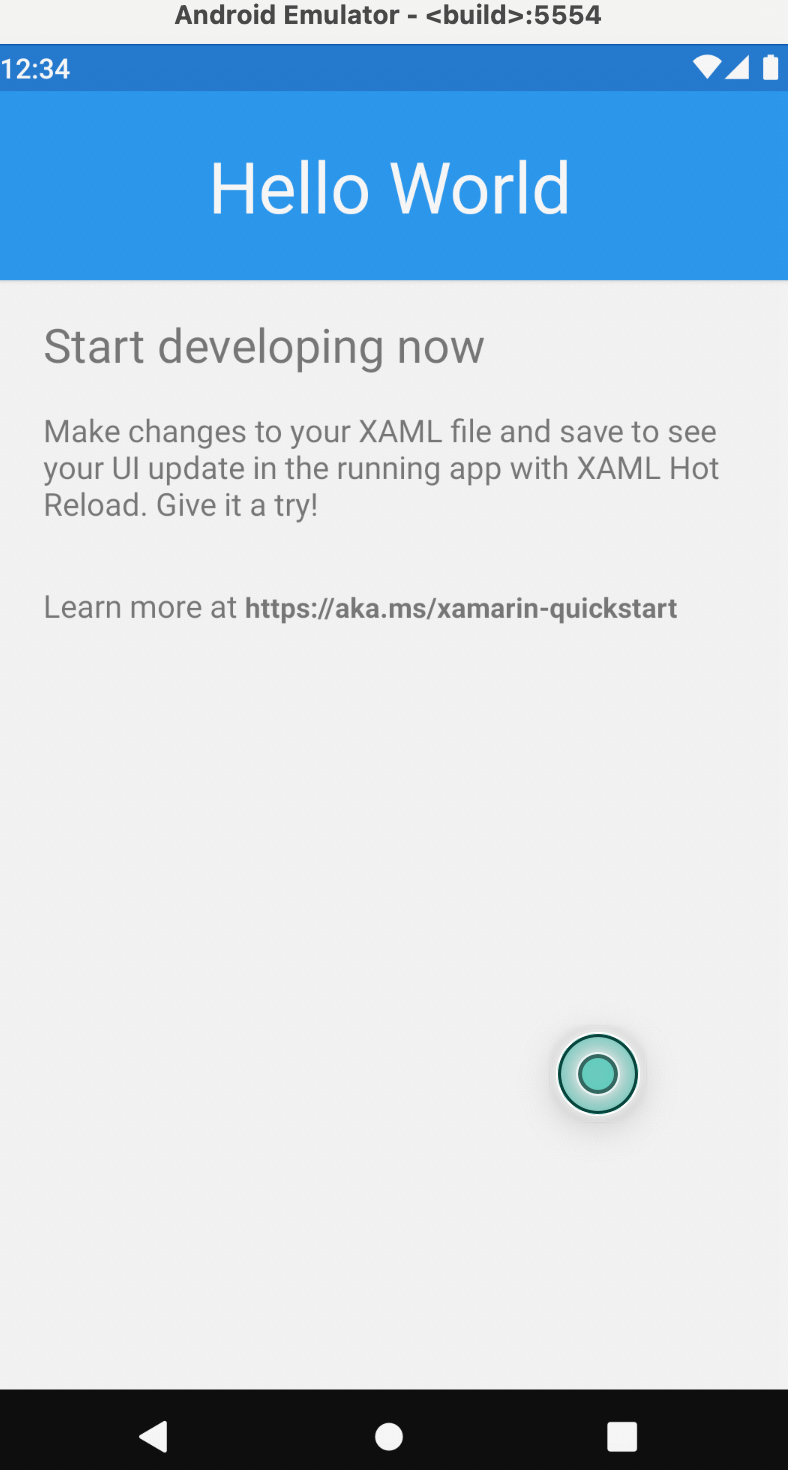 Android Emulator - <build>:5554
12:34
Hello World
Start developing now
Make changes to your XAML file and save to see
your UI update in the running app with XAML Hot
Reload. Give it a try!
Learn more at https://aka.ms/xamarin-quickstart